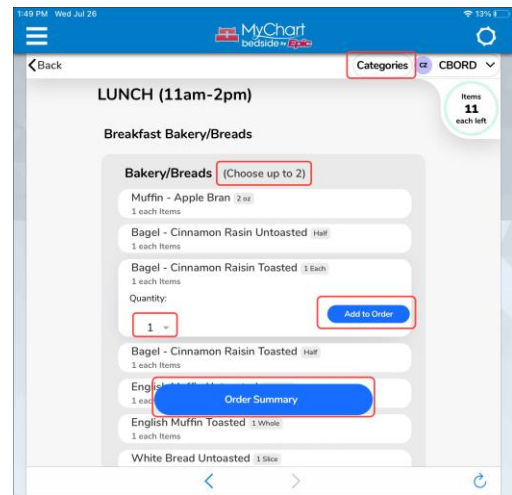 1:49 PM Wed Jul 26
13%
MyChart
bedside by Epic
Back
Categories
CZ
CBORD
LUNCH (11am-2pm)
Items
11
each left
Breakfast Bakery/Breads
Bakery/Breads (Choose up to 2)
Muffin - Apple Bran 2 oz
1 each Items
Bagel - Cinnamon Rasin Untoasted Half
1 each Items
Bagel - Cinnamon Raisin Toasted 1 Each
1 each Items
Quantity:
1
Add to Order
Bagel - Cinnamon Raisin Toasted Half
1 each Items
Order Summary
English Muffin Toasted 1 Whole
1 each Items
White Bread Untoasted 1 Slice